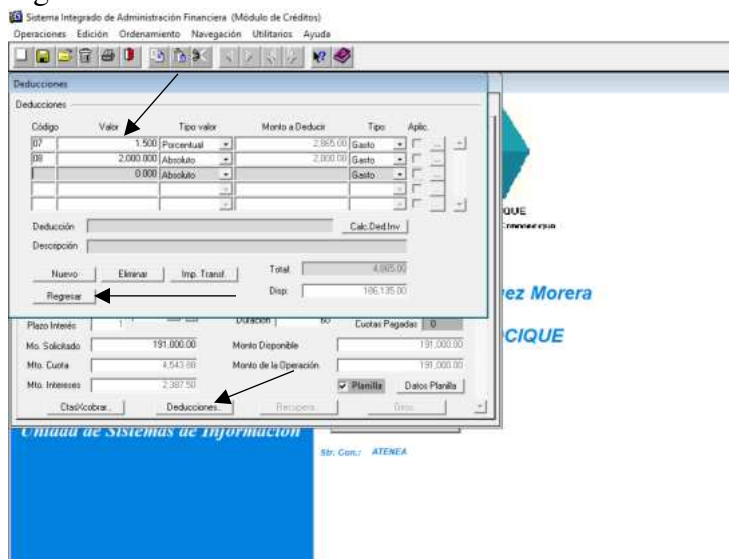 Sistema Integrado de Administración Financiera (Módulo de Créditos)
Operaciones Edición Ordenamiento Navegación Utilitarios Ayuda
Deducciones
Deducciones
Código Valor Tipo valor Monto a Deducir Tipo Aplic.
07 1.500 Porcentual 2,865.00 Gasto
08 2,000.000 Absoluto 2,000.00 Gasto
0.000 Absoluto Gasto
Deducción Calc.Ded.Inv
Descripción
Nuevo Eliminar Imp. Transf. Total 4,865.00
Regresar Disp: 186,135.00
QUE
ez Morera
CIQUE
Plazo Interés 1 Duración 60 Cuotas Pagadas 0
Mo. Solicitado 191,000.00 Monto Disponible 191,000.00
Mto. Cuota 4,543.88 Monto de la Operación 191,000.00
Mto. Intereses 2,387.50 Planilla Datos Planilla
CtasXcobrar.. Deducciones.. Recupera.. Otros
Unidad de Sistemas de Información
Str. Con.: ATENEA